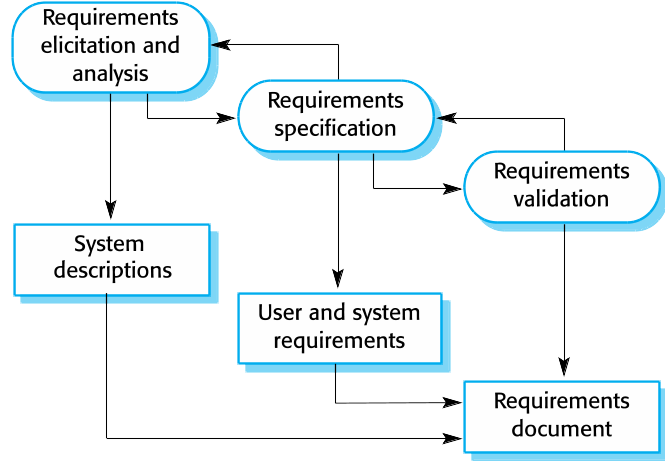 Requirements
elicitation and
analysis
Requirements
specification
Requirements
validation
System
descriptions
User and system
requirements
Requirements
document